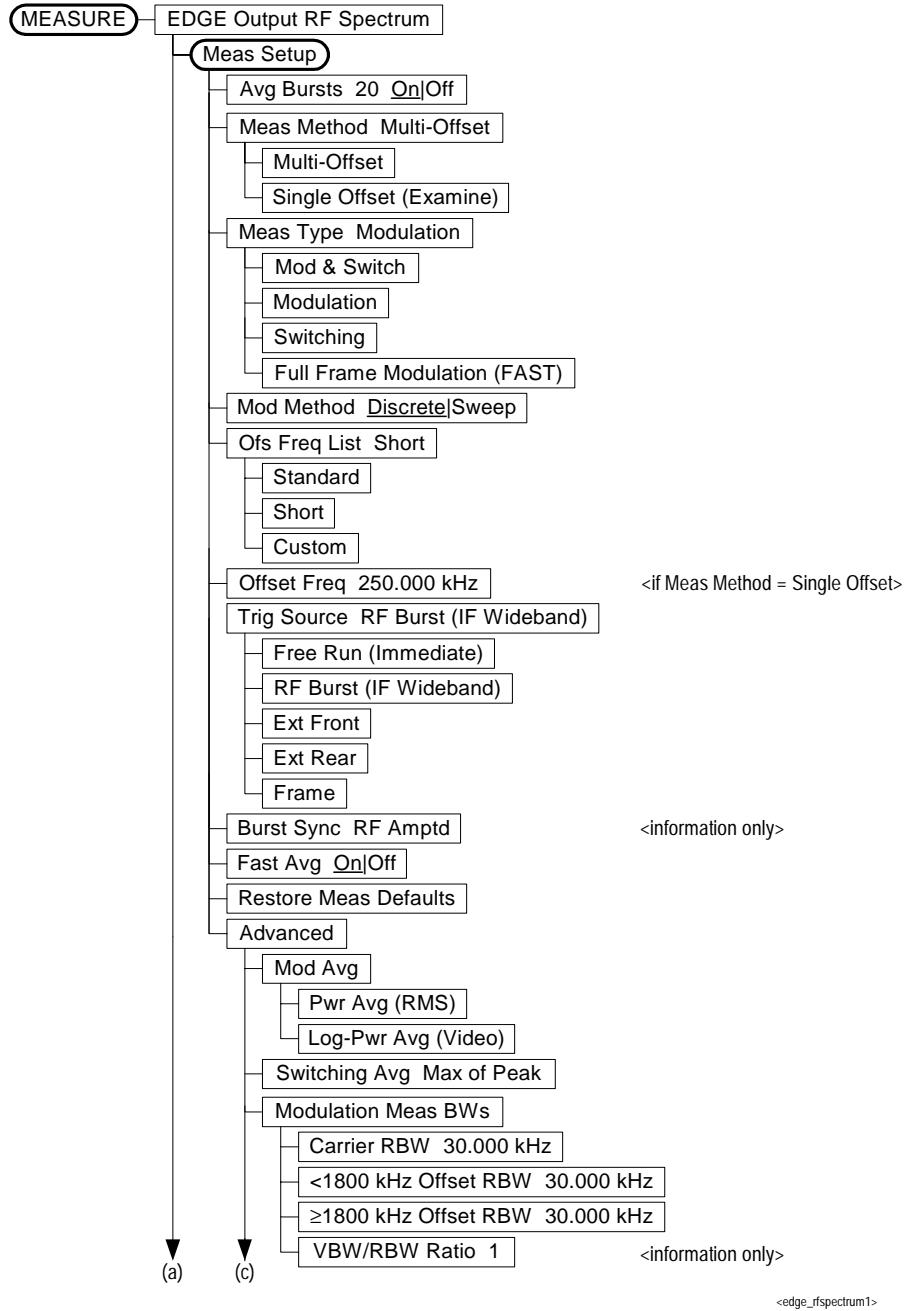 MEASURE EDGE Output RF Spectrum
Meas Setup
Avg Bursts 20 On|Off
Meas Method Multi-Offset
Multi-Offset
Single Offset (Examine)
Meas Type Modulation
Mod & Switch
Modulation
Switching
Full Frame Modulation (FAST)
Mod Method Discrete|Sweep
Ofs Freq List Short
Standard
Short
Custom
Offset Freq 250.000 kHz <if Meas Method = Single Offset>
Trig Source RF Burst (IF Wideband)
Free Run (Immediate)
RF Burst (IF Wideband)
Ext Front
Ext Rear
Frame
Burst Sync RF Amptd <information only>
Fast Avg On|Off
Restore Meas Defaults
Advanced
Mod Avg
Pwr Avg (RMS)
Log-Pwr Avg (Video)
Switching Avg Max of Peak
Modulation Meas BWs
Carrier RBW 30.000 kHz
<1800 kHz Offset RBW 30.000 kHz
≥1800 kHz Offset RBW 30.000 kHz
VBW/RBW Ratio 1 <information only>
(a) (c)
<edge_rfspectrum1>